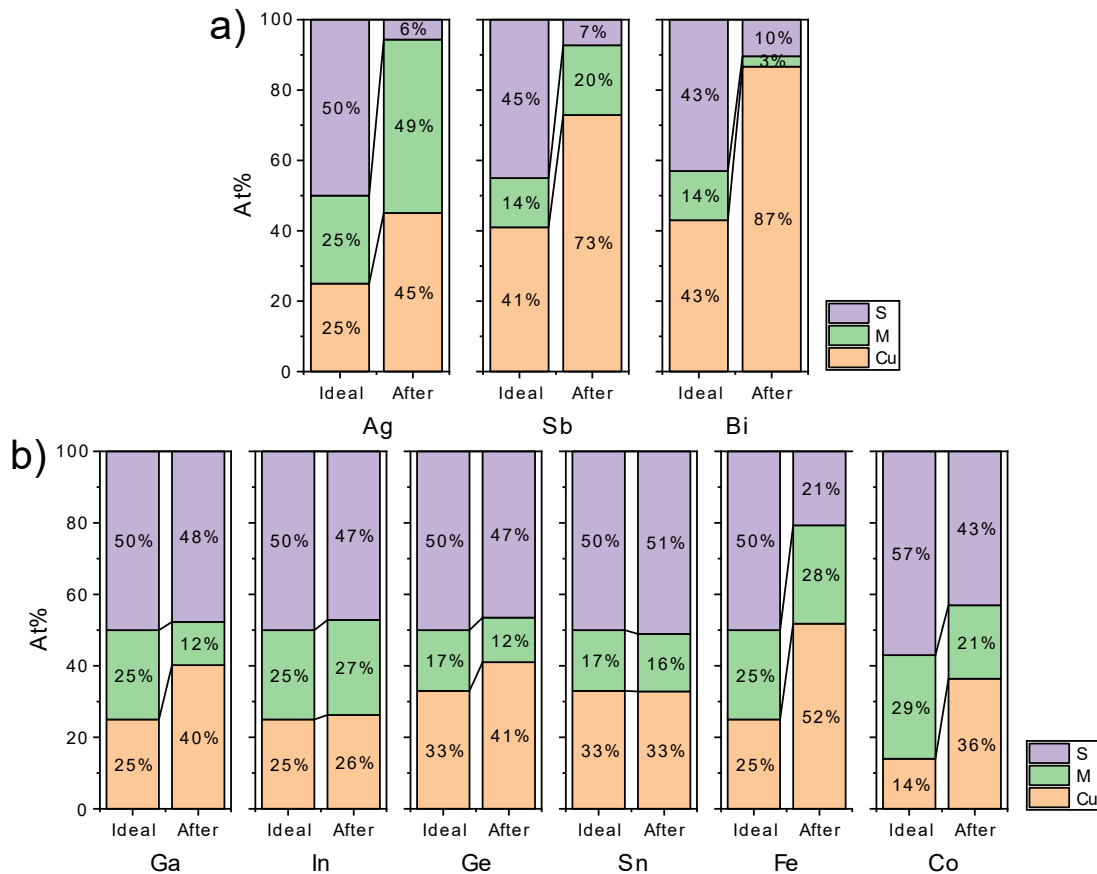 a)
At%
100
80
60
40
20
0
50% 25% 25%
6% 49% 45%
45% 14% 41%
7% 20% 73%
43% 14% 43%
10% 3% 87%
Ideal After Ideal After Ideal After
Ag Sb Bi
S
M
Cu
b)
At%
100
80
60
40
20
0
50% 25% 25%
48% 12% 40%
50% 25% 25%
47% 27% 26%
50% 17% 33%
47% 12% 41%
50% 17% 33%
51% 16% 33%
50% 25% 25%
21% 28% 52%
57% 29% 14%
43% 21% 36%
Ideal After Ideal After Ideal After Ideal After Ideal After Ideal After
Ga In Ge Sn Fe Co
S
M
Cu